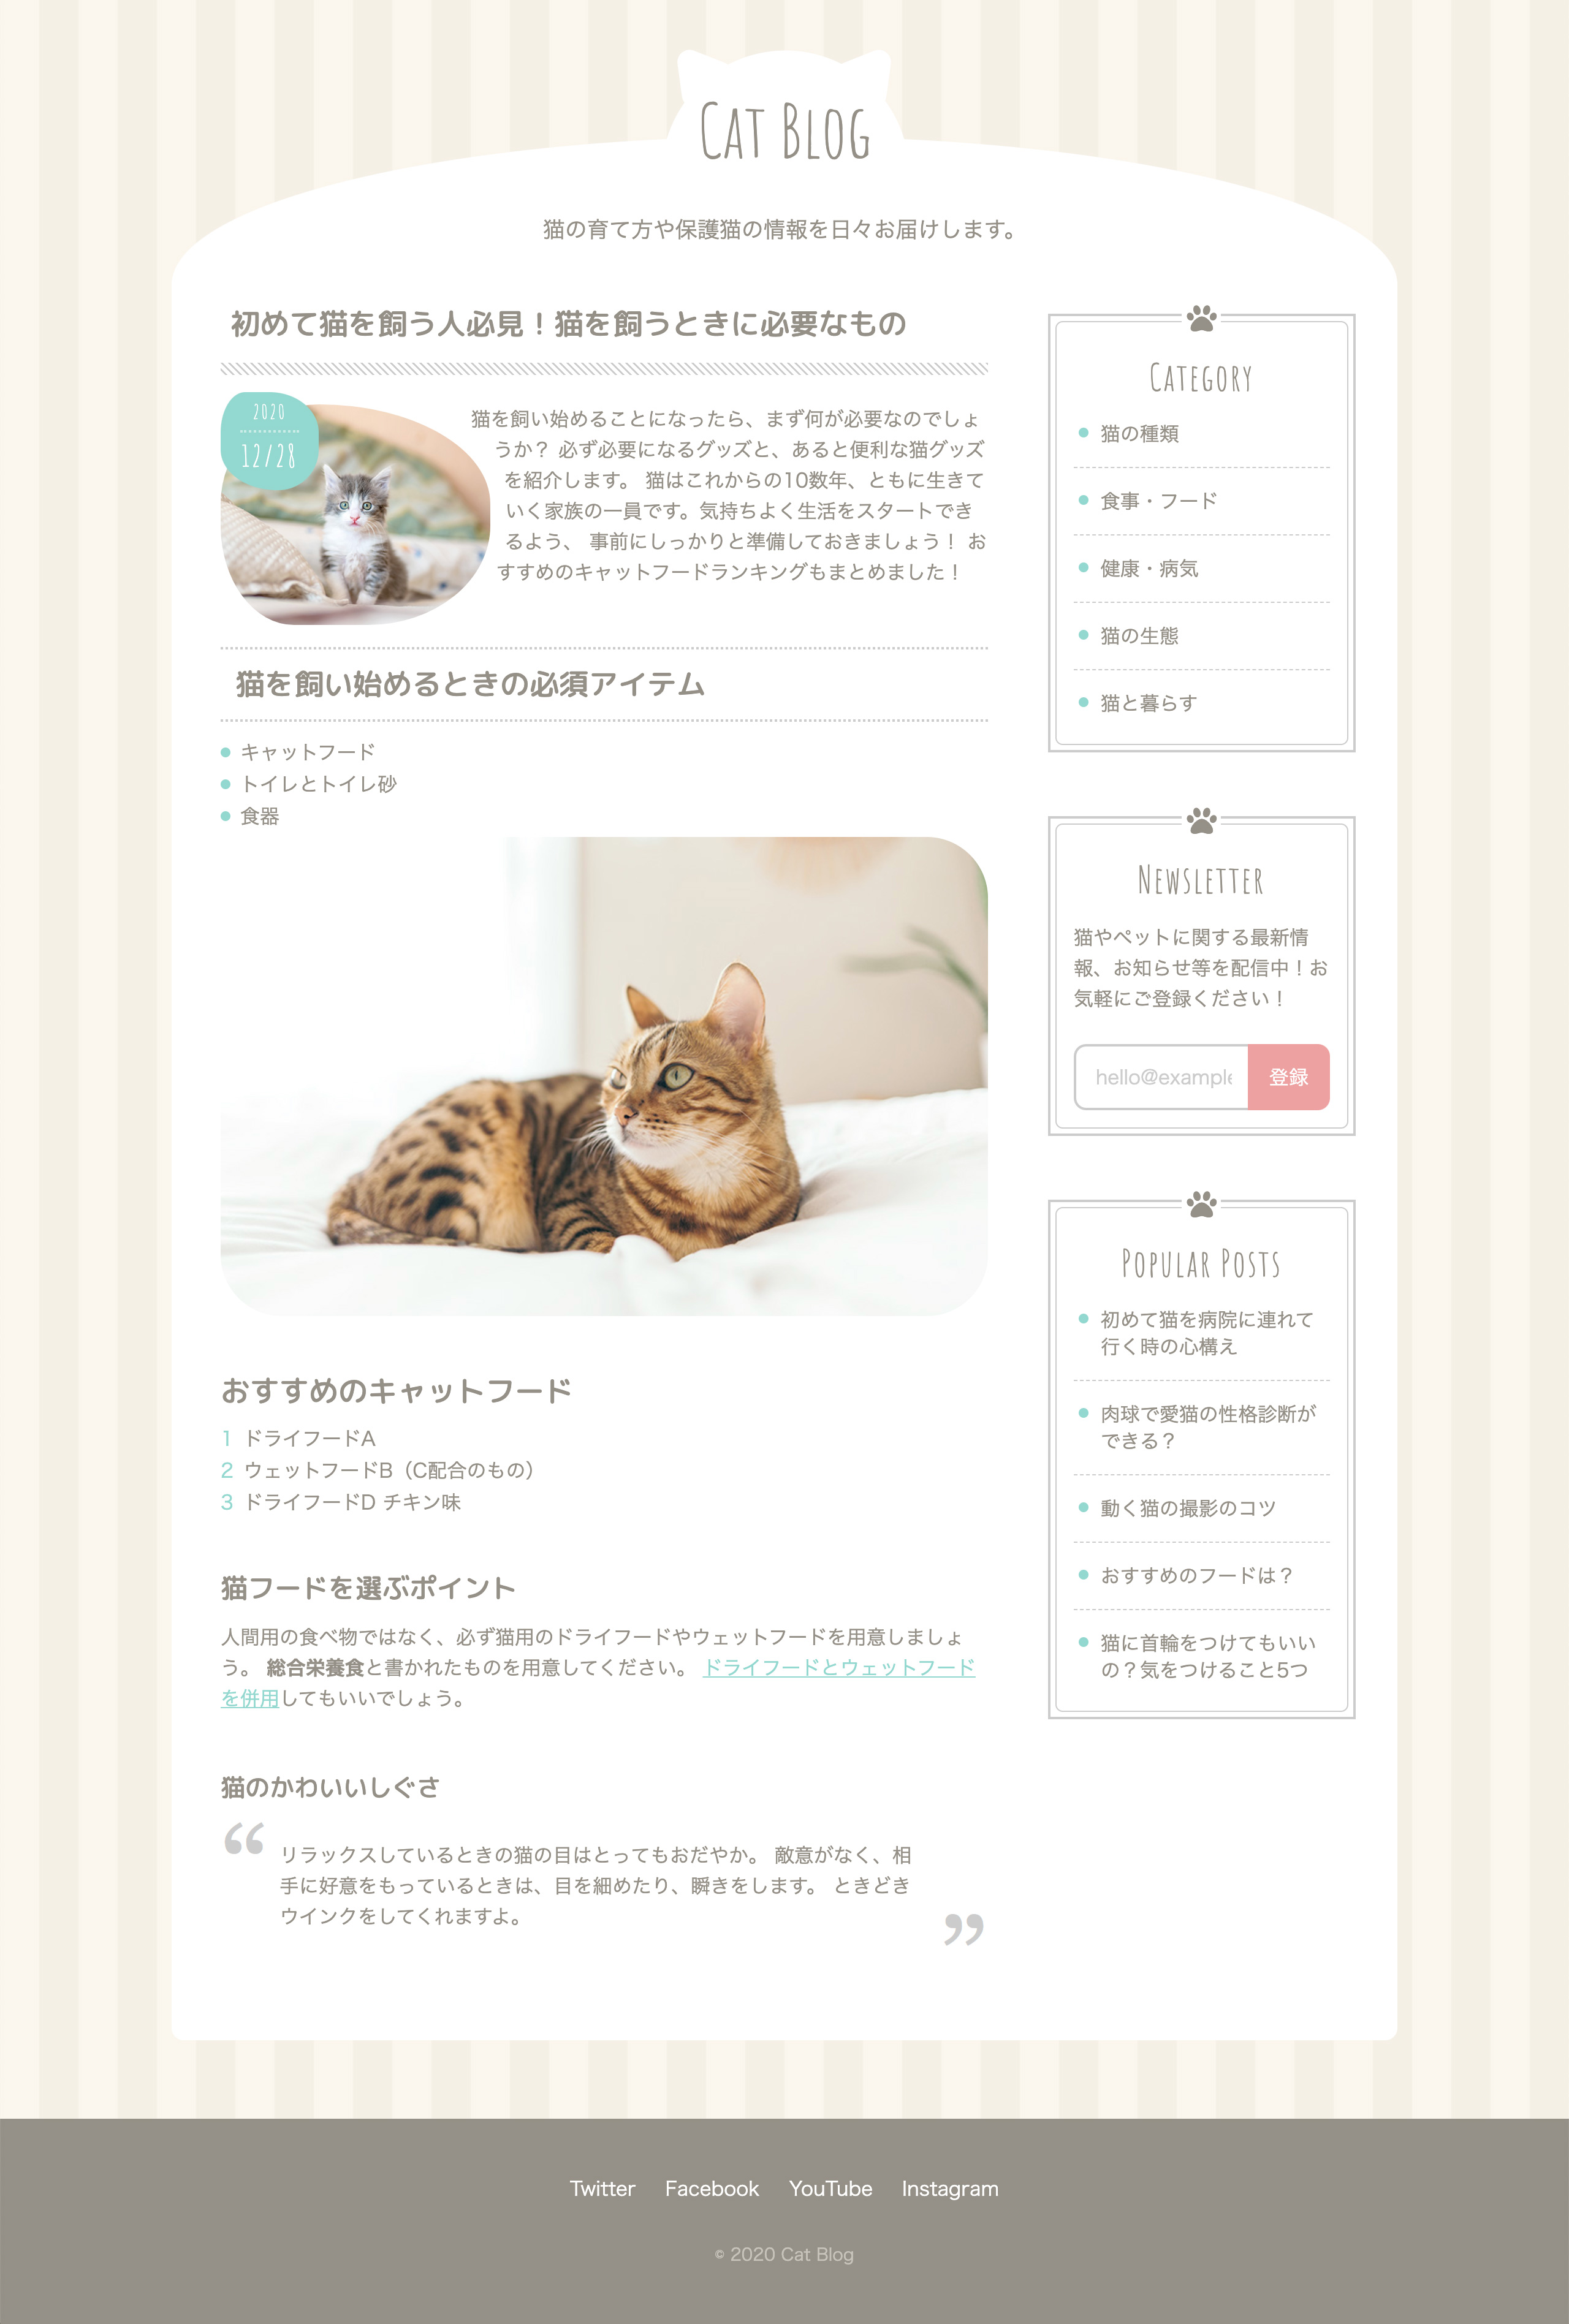 Cat Blog
猫の育て方や保護猫の情報を日々お届けします。
初めて猫を飼う人必見！猫を飼うときに必要なもの
2020
12/28
猫を飼い始めることになったら、まず何が必要なのでしょ
うか？ 必ず必要になるグッズと、あると便利な猫グッズ
を紹介します。 猫はこれからの10数年、ともに生きて
いく家族の一員です。気持ちよく生活をスタートでき
るよう、 事前にしっかりと準備しておきましょう！ お
すすめのキャットフードランキングもまとめました！
猫を飼い始めるときの必須アイテム
キャットフード
トイレとトイレ砂
食器
おすすめのキャットフード
1 ドライフードA
2 ウェットフードB（C配合のもの）
3 ドライフードD チキン味
猫フードを選ぶポイント
人間用の食べ物ではなく、必ず猫用のドライフードやウェットフードを用意しましょ
う。 総合栄養食と書かれたものを用意してください。 ドライフードとウェットフード
を併用してもいいでしょう。
猫のかわいいしぐさ
“
リラックスしているときの猫の目はとってもおだやか。 敵意がなく、相
手に好意をもっているときは、目を細めたり、瞬きをします。 ときどき
ウインクをしてくれますよ。
”
Category
猫の種類
食事・フード
健康・病気
猫の生態
猫と暮らす
Newsletter
猫やペットに関する最新情
報、お知らせ等を配信中！お
気軽にご登録ください！
hello@example 登録
Popular Posts
初めて猫を病院に連れて
行く時の心構え
肉球で愛猫の性格診断が
できる？
動く猫の撮影のコツ
おすすめのフードは？
猫に首輪をつけてもいい
の？気をつけること5つ
Twitter Facebook YouTube Instagram
© 2020 Cat Blog